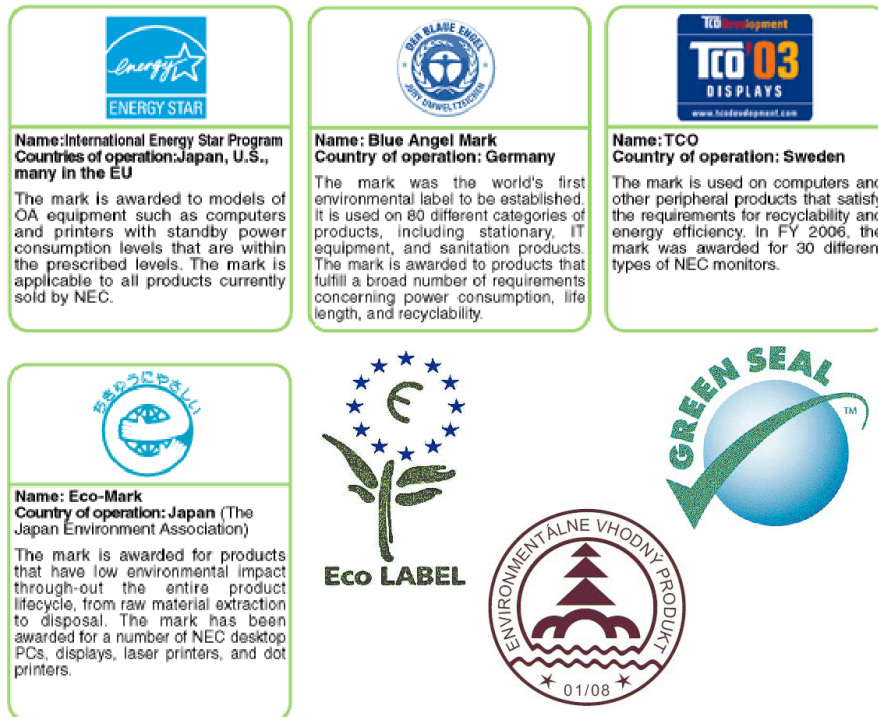 energy
ENERGY STAR
Name:International Energy Star Program
Countries of operation:Japan, U.S.,
many in the EU
The mark is awarded to models of
OA equipment such as computers
and printers with standby power
consumption levels that are within
the prescribed levels. The mark is
applicable to all products currently
sold by NEC.
DER BLAUE ENGEL
JURY UMWELTZEICHEN
Name: Blue Angel Mark
Country of operation: Germany
The mark was the world's first
environmental label to be established.
It is used on 80 different categories of
products, including stationary, IT
equipment, and sanitation products.
The mark is awarded to products that
fulfill a broad number of requirements
concerning power consumption, life
length, and recyclability.
TCO Development
TCO'03
DISPLAYS
www.tcodevelopment.com
Name: TCO
Country of operation: Sweden
The mark is used on computers and
other peripheral products that satisfy
the requirements for recyclability and
energy efficiency. In FY 2006, the
mark was awarded for 30 different
types of NEC monitors.
ちきゅうにやさしい
Name: Eco-Mark
Country of operation: Japan (The
Japan Environment Association)
The mark is awarded for products
that have low environmental impact
through-out the entire product
lifecycle, from raw material extraction
to disposal. The mark has been
awarded for a number of NEC desktop
PCs, displays, laser printers, and dot
printers.
Eco LABEL
GREEN SEAL
TM
ENVIRONMENTÁLNE VHODNÝ PRODUKT
01/08